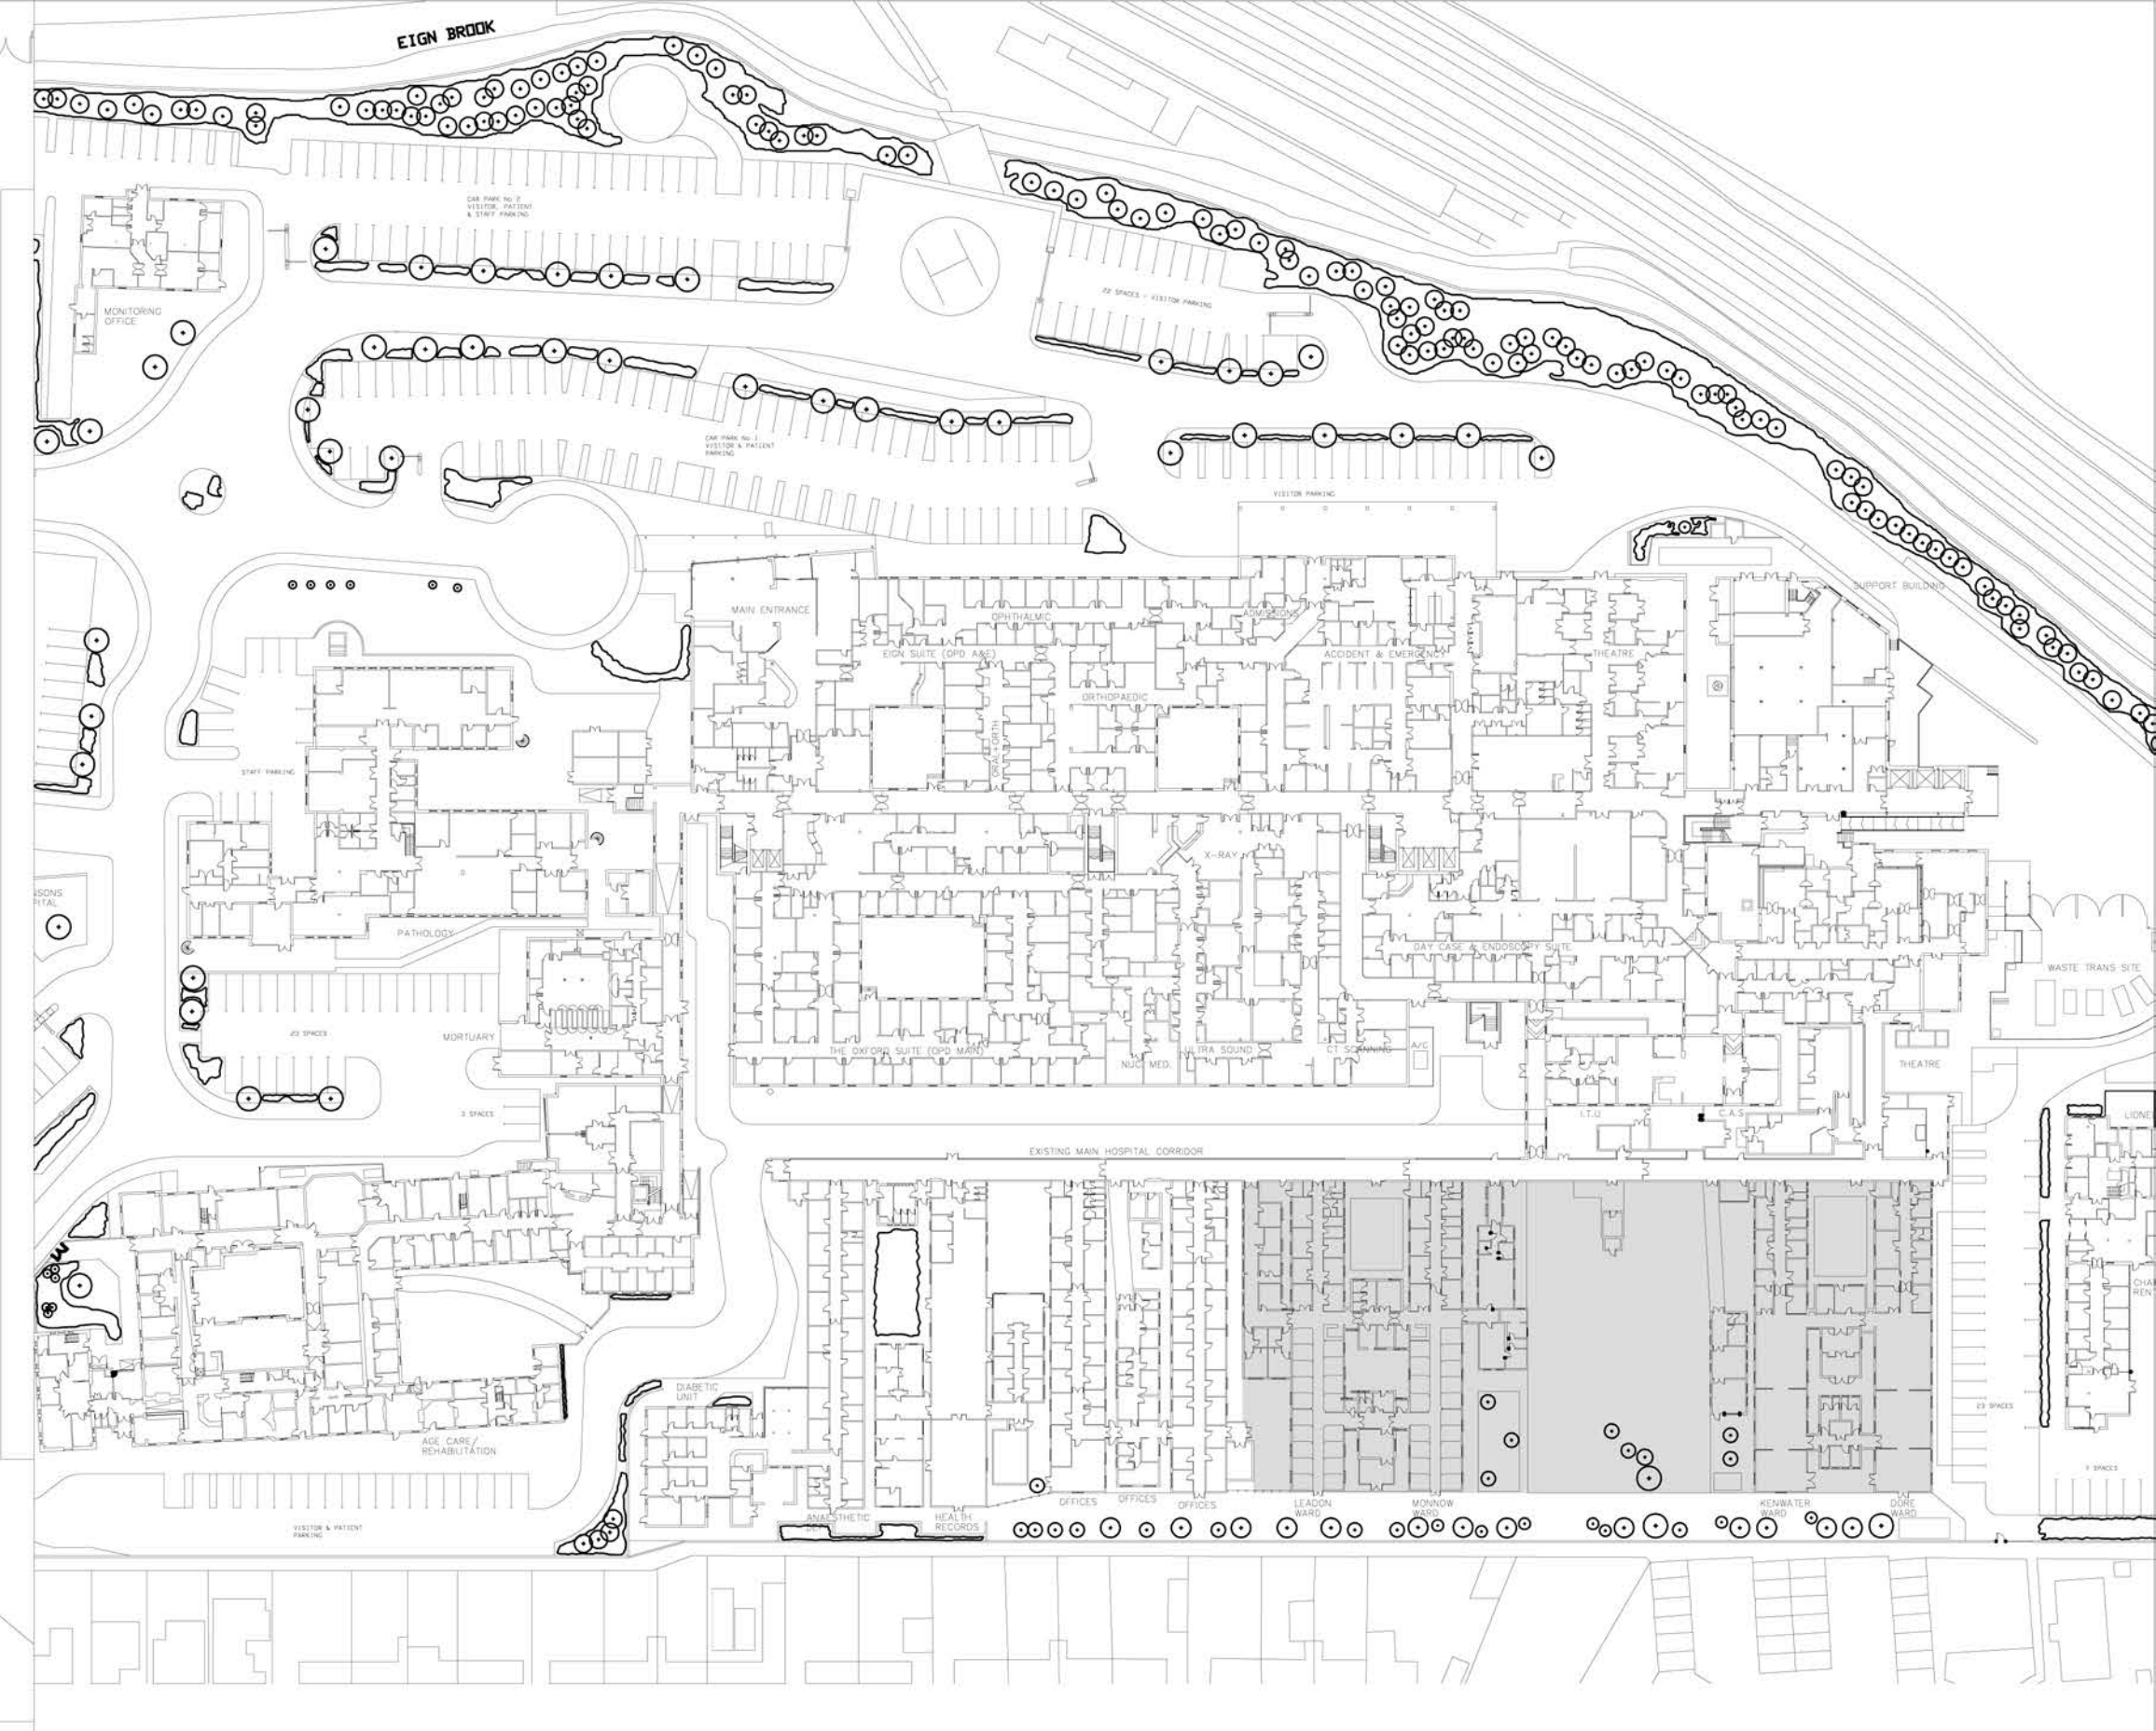 EIGN BROOK
CAR PARK No 2
VISITOR, PATIENT
& STAFF PARKING
MONITORING
OFFICE
22 SPACES - VISITOR PARKING
CAR PARK No.1
VISITOR & PATIENT
PARKING
VISITOR PARKING
SUPPORT BUILDING
MAIN ENTRANCE
OPHTHALMIC
ADMISSIONS
EIGN SUITE (OPD A&E)
ACCIDENT & EMERGENCY
THEATRE
ORTHOPAEDIC
ORAL+ORTH
STAFF PARKING
X-RAY
PATHOLOGY
DAY CASE & ENDOSCOPY SUITE
WASTE TRANS SITE
23 SPACES
MORTUARY
THE OXFORD SUITE (OPD MAIN)
NUC. MED.
ULTRA SOUND
CT SCANNING
A/C
THEATRE
3 SPACES
I.T.U
C.A.S
EXISTING MAIN HOSPITAL CORRIDOR
DIABETIC
UNIT
AGE CARE/
REHABILITATION
23 SPACES
9 SPACES
VISITOR & PATIENT
PARKING
ANAESTHETIC
HEALTH
RECORDS
OFFICES
OFFICES
OFFICES
LEADON
WARD
MONNOW
WARD
KENWATER
WARD
DORE
WARD